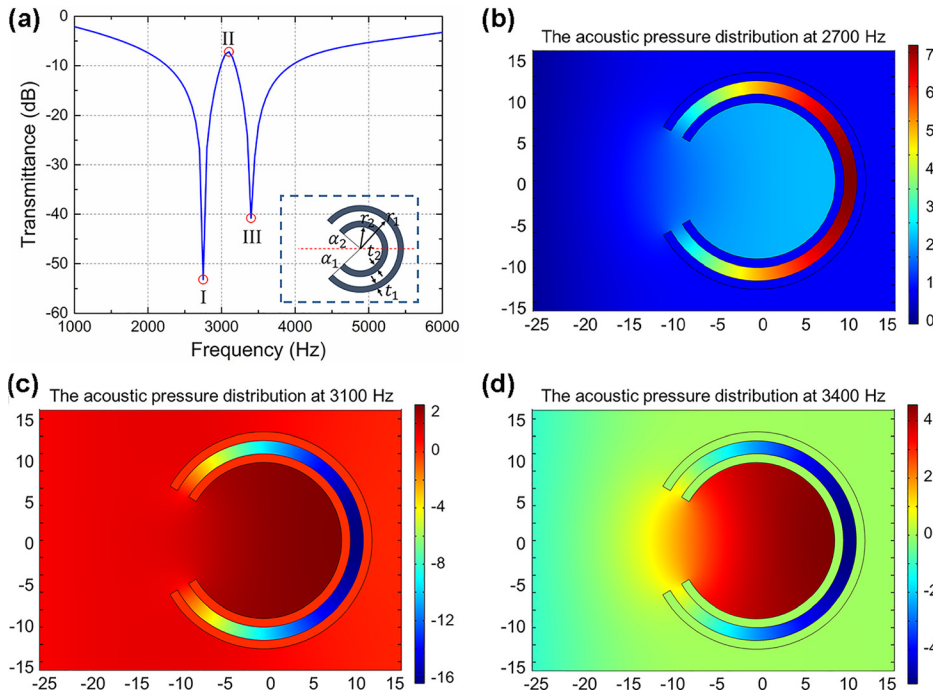 (a)
0
-10
-20
-30
-40
-50
-60
Transmittance (dB)
II
III
I
r₂ r₁
α₂
t₂
α₁
t₁
1000 2000 3000 4000 5000 6000
Frequency (Hz)
(b)
The acoustic pressure distribution at 2700 Hz
15
10
5
0
-5
-10
-15
-25 -20 -15 -10 -5 0 5 10 15
7
6
5
4
3
2
1
0
(c)
The acoustic pressure distribution at 3100 Hz
15
10
5
0
-5
-10
-15
-25 -20 -15 -10 -5 0 5 10 15
2
0
-4
-8
-12
-16
(d)
The acoustic pressure distribution at 3400 Hz
15
10
5
0
-5
-10
-15
-25 -20 -15 -10 -5 0 5 10 15
4
2
0
-2
-4